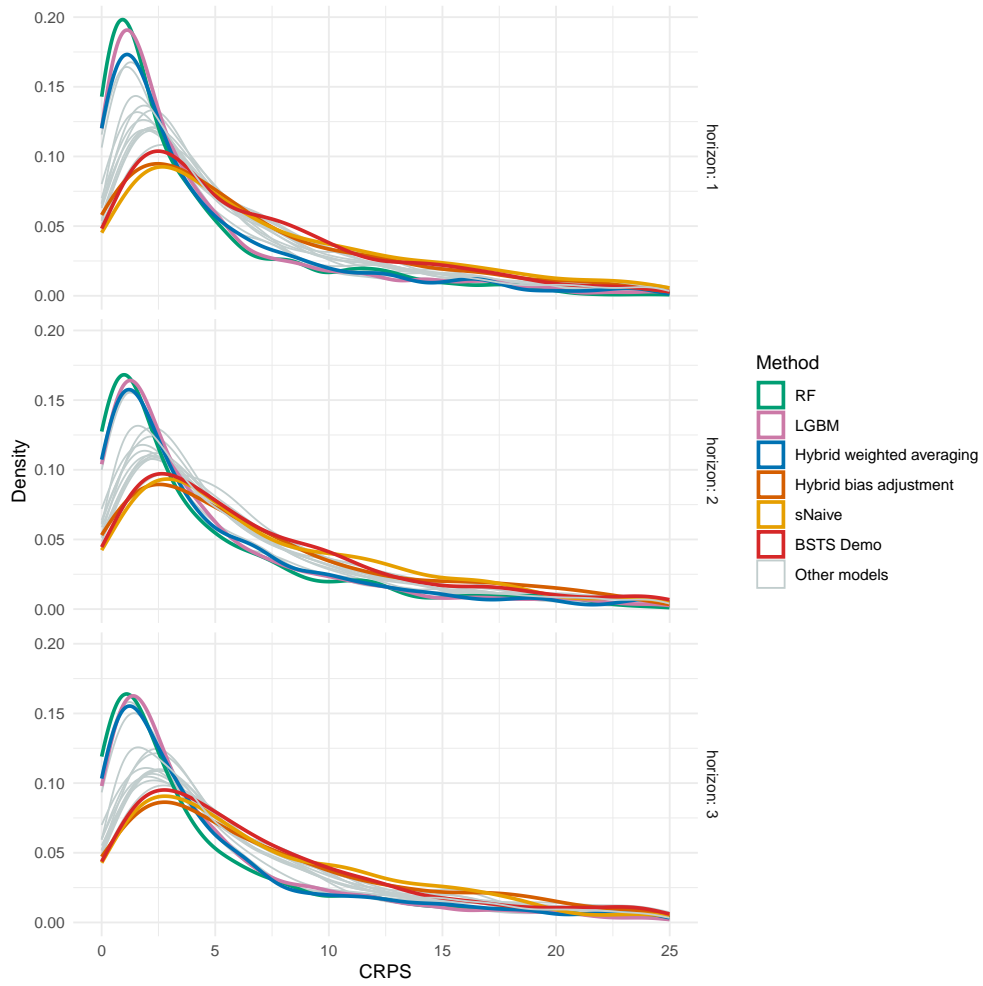 0.20
0.15
0.10
0.05
0.00
horizon: 1
0.20
0.15
0.10
0.05
0.00
horizon: 2
0.20
0.15
0.10
0.05
0.00
horizon: 3
Density
0 5 10 15 20 25
CRPS
Method
RF
LGBM
Hybrid weighted averaging
Hybrid bias adjustment
sNaive
BSTS Demo
Other models